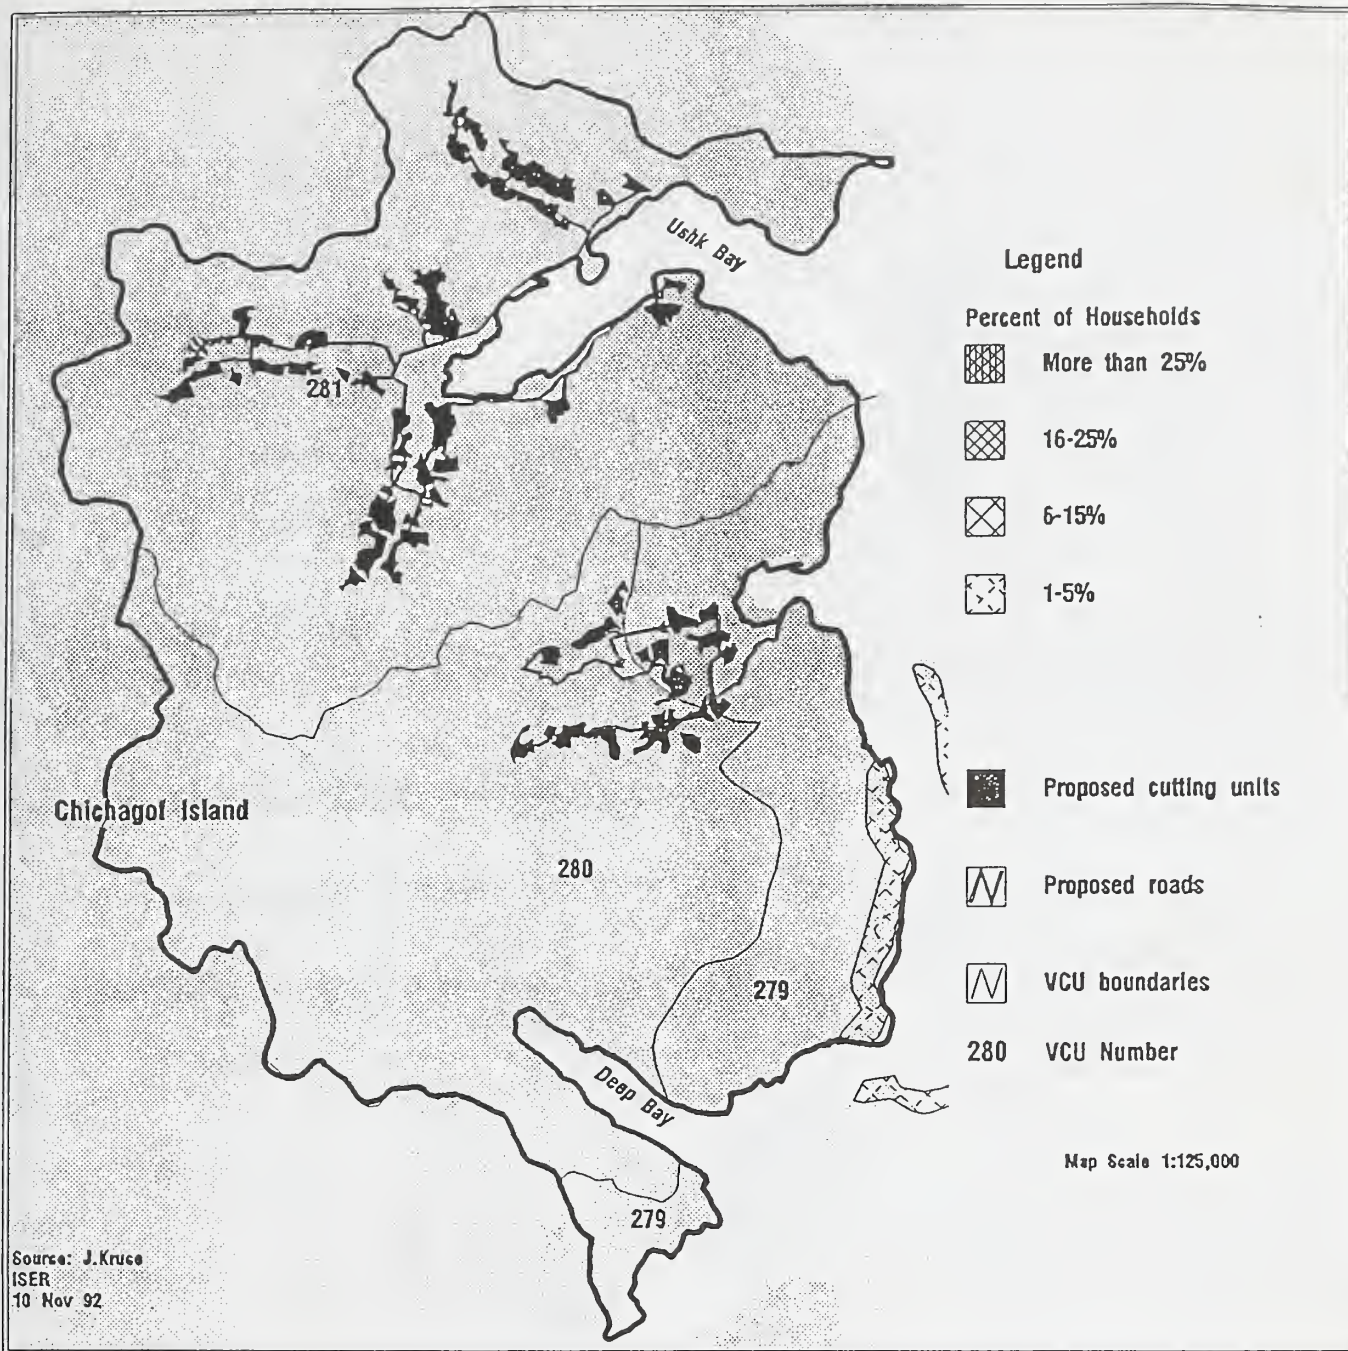 Ushk Bay
Legend
Percent of Households
More than 25%
16-25%
6-15%
1-5%
281
Proposed cutting units
Chichagof Island
280
Proposed roads
279
VCU boundaries
280 VCU Number
Deep Bay
Map Scale 1:125,000
279
Source: J.Kruse
ISER
10 Nov 92